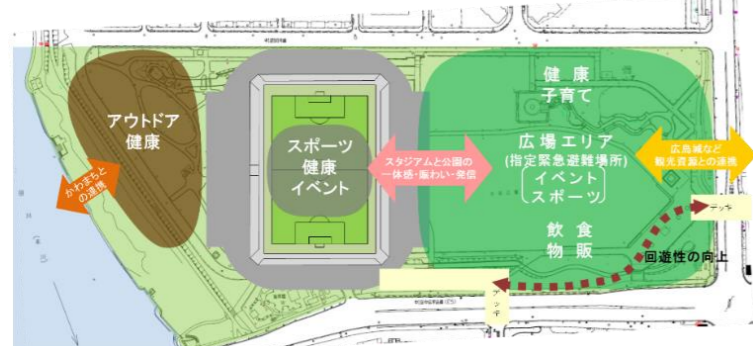 アウトドア
健康
かわまちと
の連携
スポーツ
健康
イベント
スタジアムと公園の
一体感・賑わい・発信
健 康
子育て
広場エリア
(指定緊急避難場所)
イベント
スポーツ
飲 食
物 販
広島城など
観光資源との連携
デッキ
回遊性の向上
デッキ